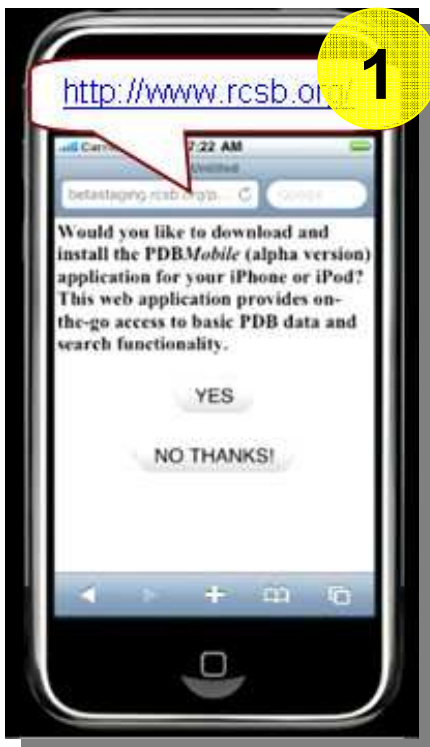 1
http://www.rcsb.org/
7:22 AM
Untitled
betastaging.rcsb.org/p...
Google
Would you like to download and
install the PDBMobile (alpha version)
application for your iPhone or iPod?
This web application provides on-
the-go access to basic PDB data and
search functionality.
YES
NO THANKS!